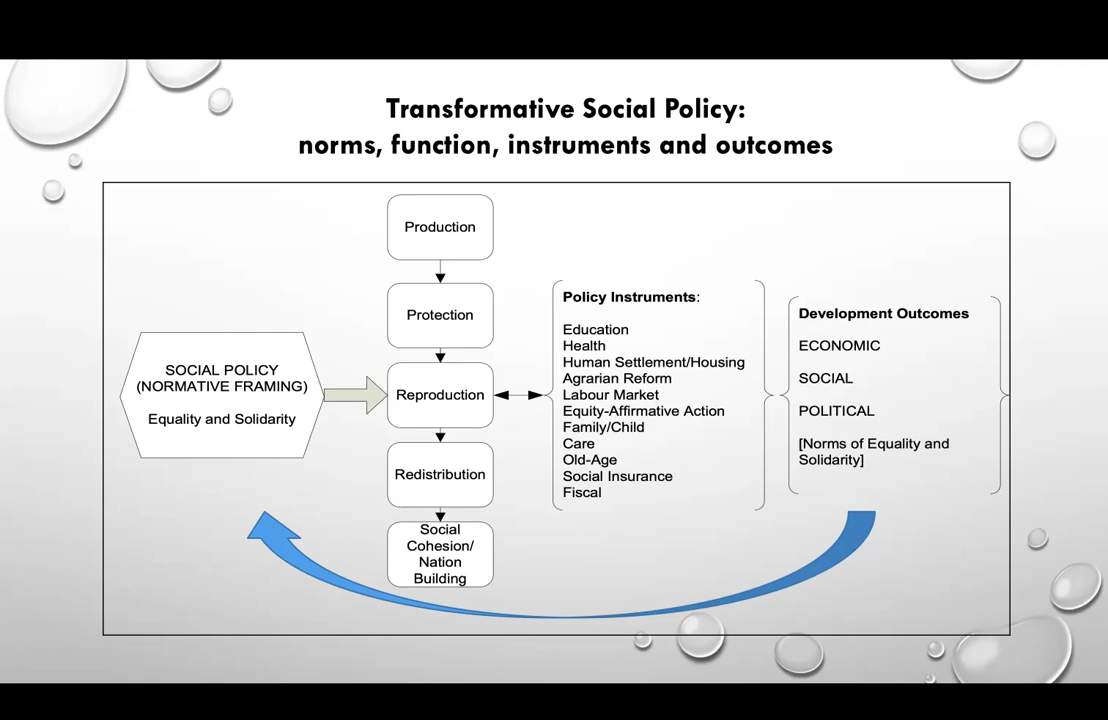 Transformative Social Policy:
norms, function, instruments and outcomes
SOCIAL POLICY
(NORMATIVE FRAMING)
Equality and Solidarity
Production
Protection
Reproduction
Redistribution
Social
Cohesion/
Nation
Building
Policy Instruments:
Education
Health
Human Settlement/Housing
Agrarian Reform
Labour Market
Equity-Affirmative Action
Family/Child
Care
Old-Age
Social Insurance
Fiscal
Development Outcomes
ECONOMIC
SOCIAL
POLITICAL
[Norms of Equality and
Solidarity]